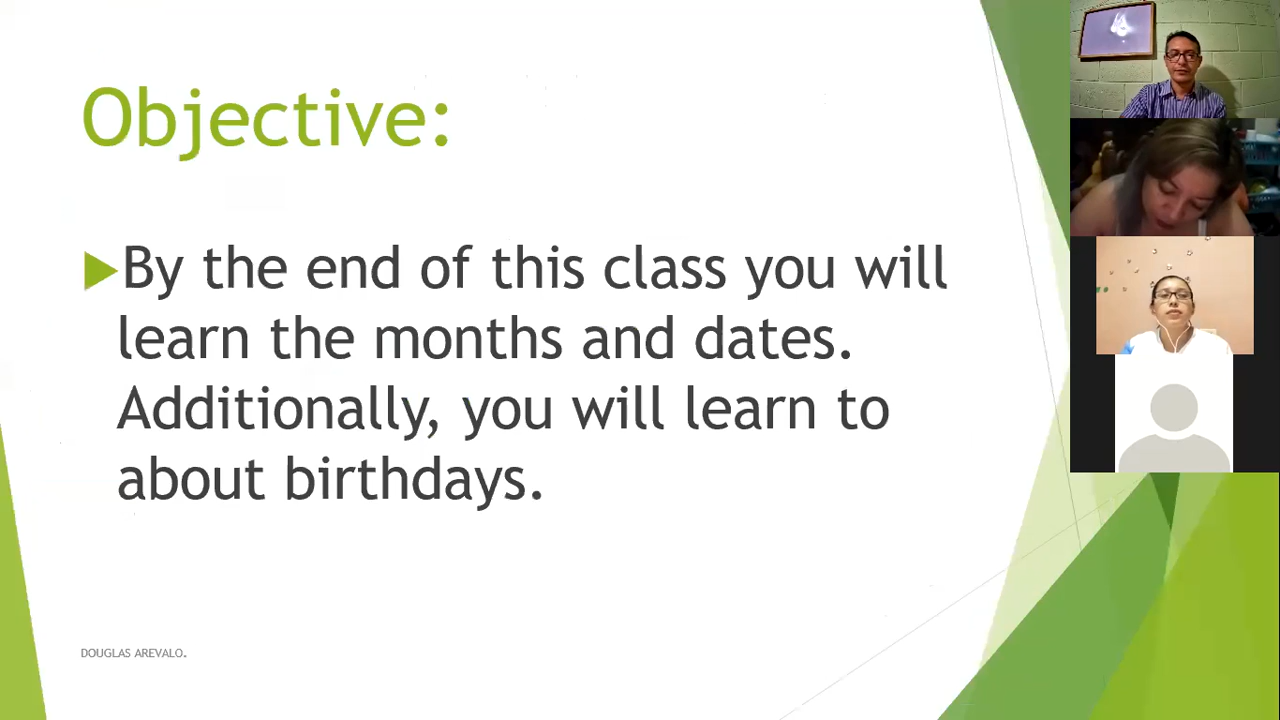 Objective:
By the end of this class you will
learn the months and dates.
Additionally, you will learn to
about birthdays.
DOUGLAS AREVALO.